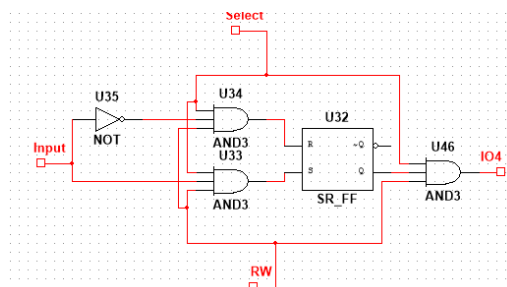 Select
U34
U35
U32
U46
Input
R
~Q
IO4
NOT
AND3
U33
S
Q
AND3
SR_FF
AND3
RW